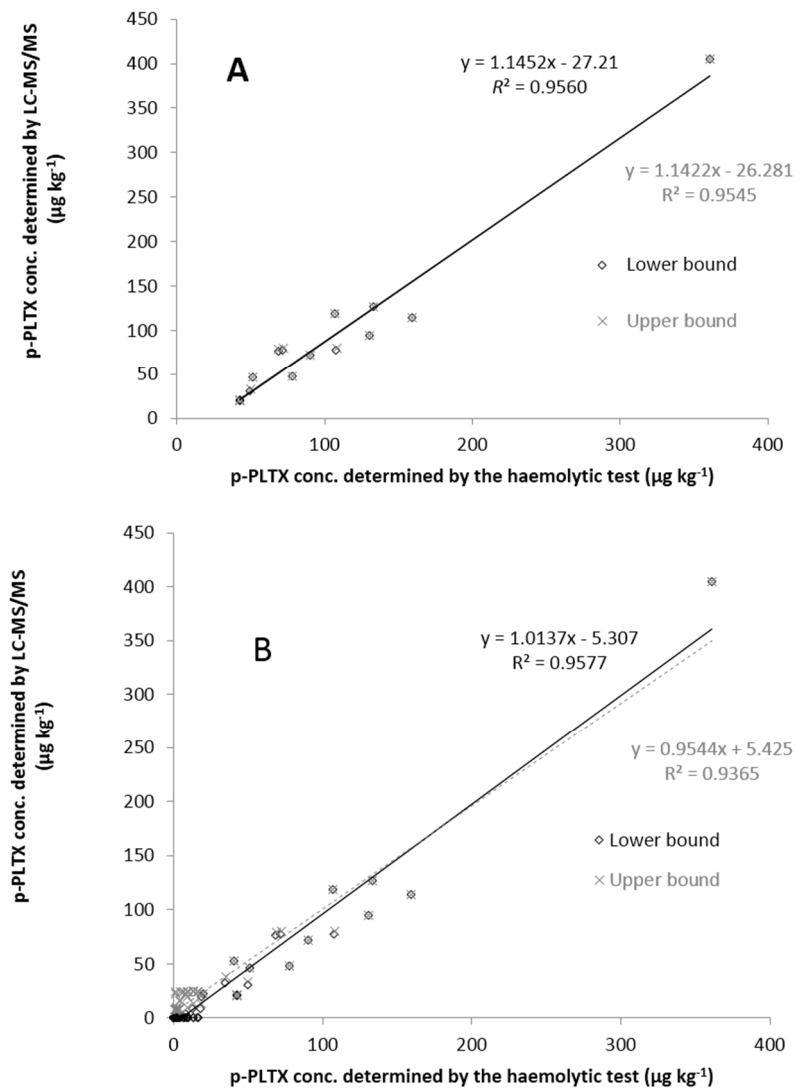 A
p-PLTX conc. determined by LC-MS/MS
(µg kg⁻¹)
450
400
350
300
250
200
150
100
50
0
y = 1.1452x - 27.21
R² = 0.9560
y = 1.1422x - 26.281
R² = 0.9545
Lower bound
Upper bound
0 100 200 300 400
p-PLTX conc. determined by the haemolytic test (µg kg⁻¹)
B
p-PLTX conc. determined by LC-MS/MS
(µg kg⁻¹)
450
400
350
300
250
200
150
100
50
0
y = 1.0137x - 5.307
R² = 0.9577
y = 0.9544x + 5.425
R² = 0.9365
Lower bound
Upper bound
0 100 200 300 400
p-PLTX conc. determined by the haemolytic test (µg kg⁻¹)